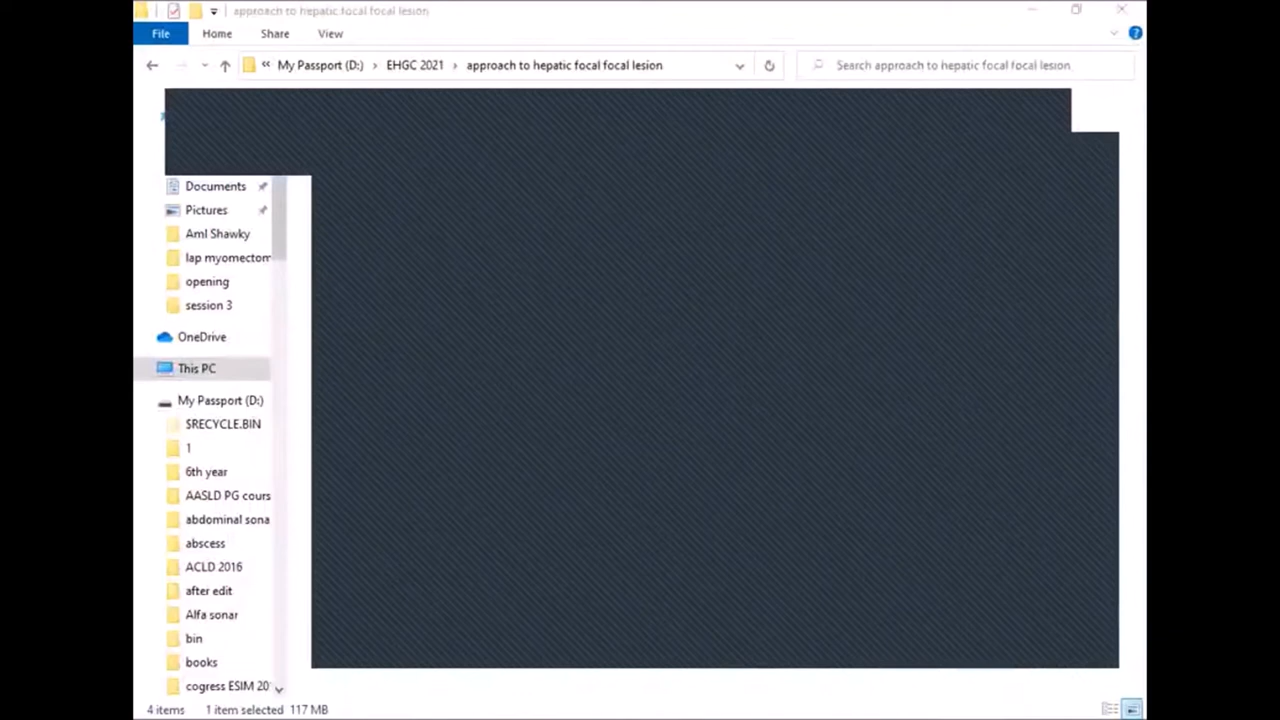 approach to hepatic focal focal lesion
File Home Share View
« My Passport (D:) › EHGC 2021 › approach to hepatic focal focal lesion
Search approach to hepatic focal focal lesion
Documents
Pictures
Aml Shawky
lap myomectom
opening
session 3
OneDrive
This PC
My Passport (D:)
$RECYCLE.BIN
1
6th year
AASLD PG cours
abdominal sona
abscess
ACLD 2016
after edit
Alfa sonar
bin
books
cogress ESIM 20
4 items 1 item selected 117 MB